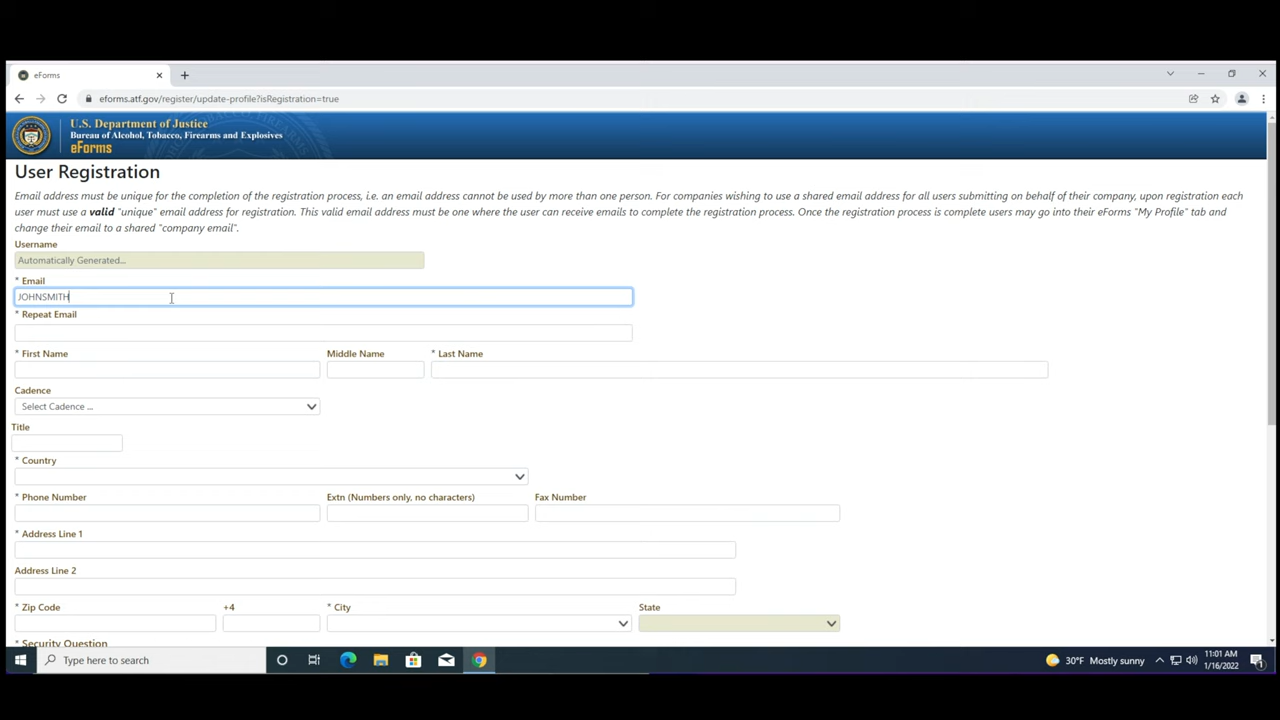 eForms
eforms.atf.gov/register/update-profile?isRegistration=true
U.S. Department of Justice
Bureau of Alcohol, Tobacco, Firearms and Explosives
eForms
User Registration
Email address must be unique for the completion of the registration process, i.e. an email address cannot be used by more than one person. For companies wishing to use a shared email address for all users submitting on behalf of their company, upon registration each
user must use a valid "unique" email address for registration. This valid email address must be one where the user can receive emails to complete the registration process. Once the registration process is complete users may go into their eForms "My Profile" tab and
change their email to a shared "company email".
Username
Automatically Generated...
* Email
JOHNSMITH
* Repeat Email
* First Name Middle Name * Last Name
Cadence
Select Cadence ...
Title
* Country
* Phone Number Extn (Numbers only, no characters) Fax Number
* Address Line 1
Address Line 2
* Zip Code +4 * City State
* Security Question
Type here to search
30°F Mostly sunny
11:01 AM
1/16/2022
1